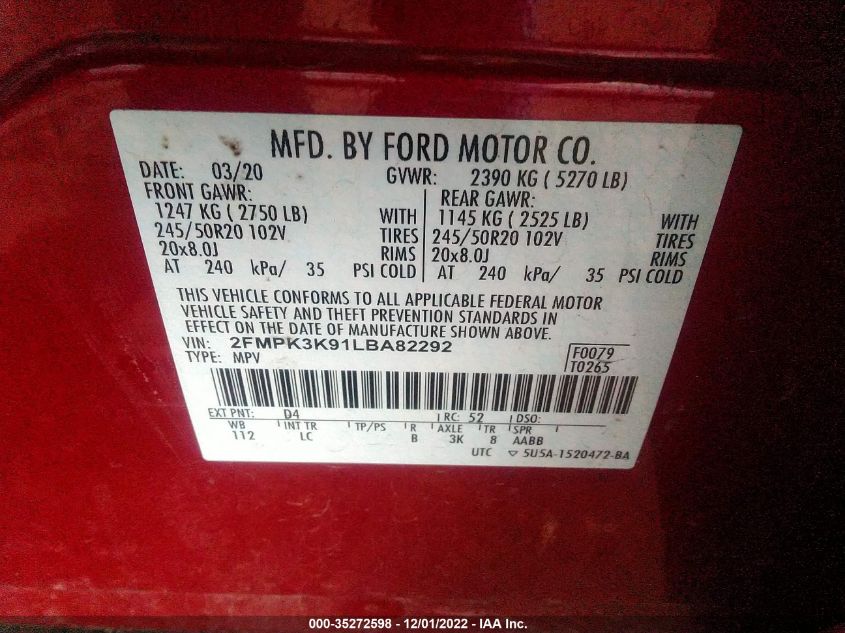 MFD. BY FORD MOTOR CO.
DATE: 03/20 GVWR: 2390 KG ( 5270 LB)
FRONT GAWR: REAR GAWR:
1247 KG ( 2750 LB) WITH 1145 KG ( 2525 LB) WITH
245/50R20 102V TIRES 245/50R20 102V TIRES
20x8.0J RIMS 20x8.0J RIMS
AT 240 kPa/ 35 PSI COLD AT 240 kPa/ 35 PSI COLD
THIS VEHICLE CONFORMS TO ALL APPLICABLE FEDERAL MOTOR
VEHICLE SAFETY AND THEFT PREVENTION STANDARDS IN
EFFECT ON THE DATE OF MANUFACTURE SHOWN ABOVE.
VIN: 2FMPK3K91LBA82292 F0079
TYPE: MPV T0265
EXT PNT: D4 RC: 52 DSO:
WB INT TR TP/PS R AXLE TR SPR
112 LC B 3K 8 AABB
UTC ▽ 5U5A-1520472-BA
000-35272598 - 12/01/2022 - IAA Inc.